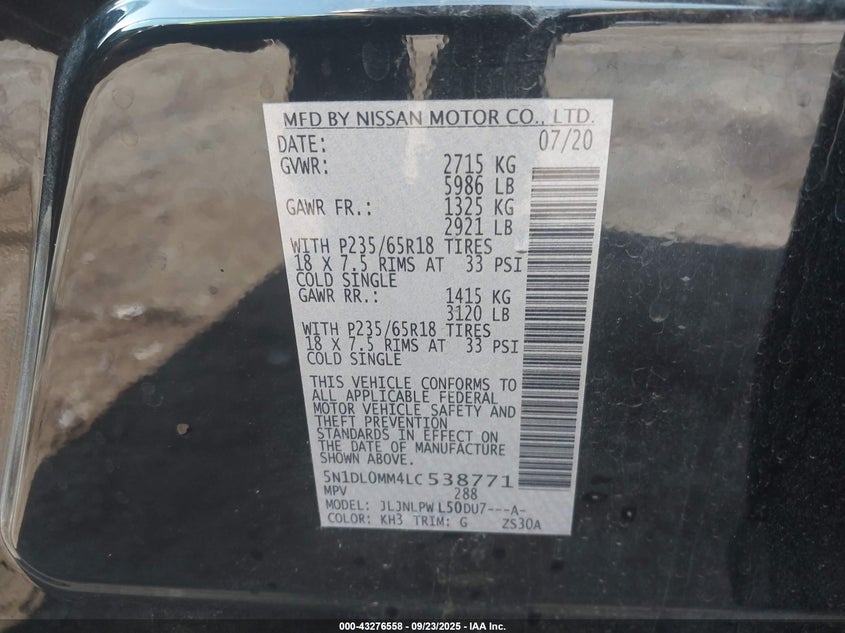 MFD BY NISSAN MOTOR CO., LTD.
DATE: 07/20
GVWR: 2715 KG
5986 LB
GAWR FR.: 1325 KG
2921 LB
WITH P235/65R18 TIRES
18 X 7.5 RIMS AT 33 PSI
COLD SINGLE
GAWR RR.: 1415 KG
3120 LB
WITH P235/65R18 TIRES
18 X 7.5 RIMS AT 33 PSI
COLD SINGLE
THIS VEHICLE CONFORMS TO
ALL APPLICABLE FEDERAL
MOTOR VEHICLE SAFETY AND
THEFT PREVENTION
STANDARDS IN EFFECT ON
THE DATE OF MANUFACTURE
SHOWN ABOVE.
5N1DL0MM4LC538771
MPV 288
MODEL: JLJNLPWL50DU7---A-
COLOR: KH3 TRIM: G ZS30A
000-43276558 - 09/23/2025 - IAA Inc.